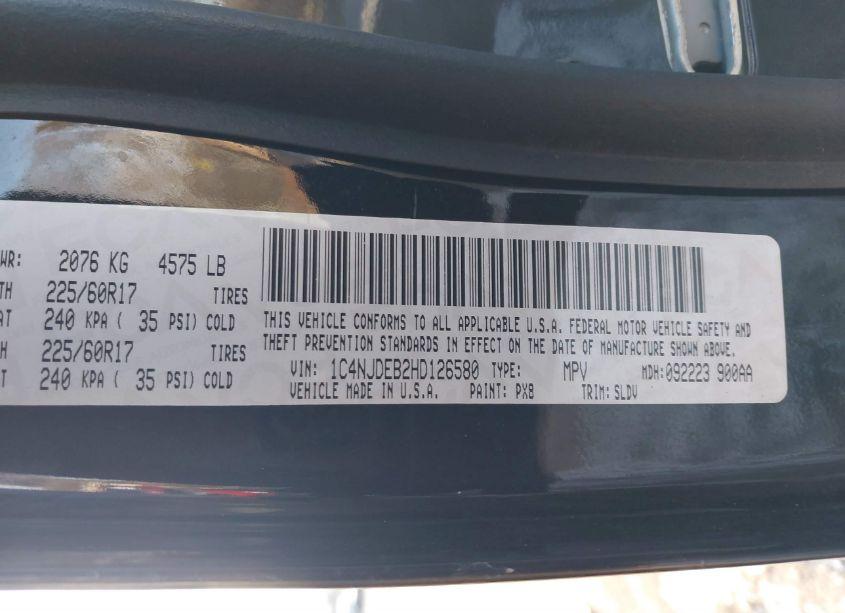 WR: 2076 KG 4575 LB
TH 225/60R17 TIRES
AT 240 KPA ( 35 PSI) COLD
H 225/60R17 TIRES
T 240 KPA ( 35 PSI) COLD
THIS VEHICLE CONFORMS TO ALL APPLICABLE U.S.A. FEDERAL MOTOR VEHICLE SAFETY AND
THEFT PREVENTION STANDARDS IN EFFECT ON THE DATE OF MANUFACTURE SHOWN ABOVE.
VIN: 1C4NJDEB2HD126580 TYPE: MPV MDH: 092223 900AA
VEHICLE MADE IN U.S.A. PAINT: PX8 TRIM: SLDV